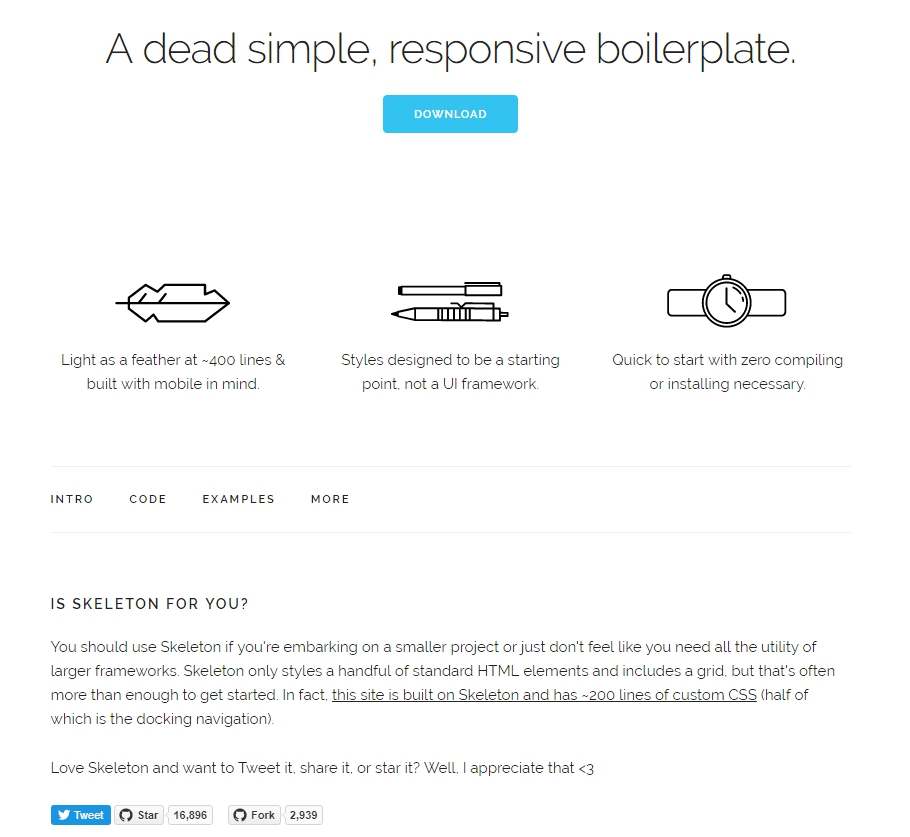 A dead simple, responsive boilerplate.
DOWNLOAD
Light as a feather at ~400 lines &
built with mobile in mind.
Styles designed to be a starting
point, not a UI framework.
Quick to start with zero compiling
or installing necessary.
INTRO CODE EXAMPLES MORE
IS SKELETON FOR YOU?
You should use Skeleton if you're embarking on a smaller project or just don't feel like you need all the utility of
larger frameworks. Skeleton only styles a handful of standard HTML elements and includes a grid, but that's often
more than enough to get started. In fact, this site is built on Skeleton and has ~200 lines of custom CSS (half of
which is the docking navigation).
Love Skeleton and want to Tweet it, share it, or star it? Well, I appreciate that <3
Tweet Star 16,896 Fork 2,939